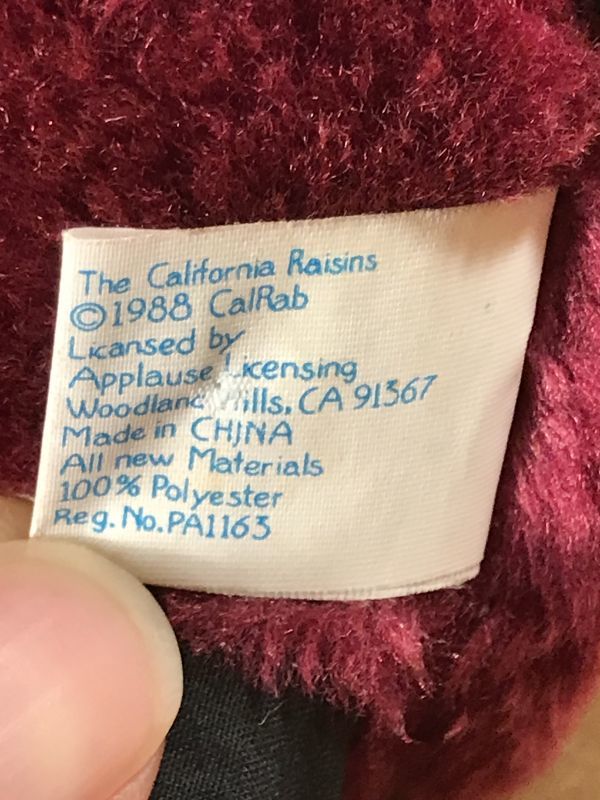 The California Raisins
©1988 CalRab
Licansed by
Applause Licensing
Woodland Hills, CA 91367
Made in CHINA
All new Materials
100% Polyester
Reg. No. PA1163